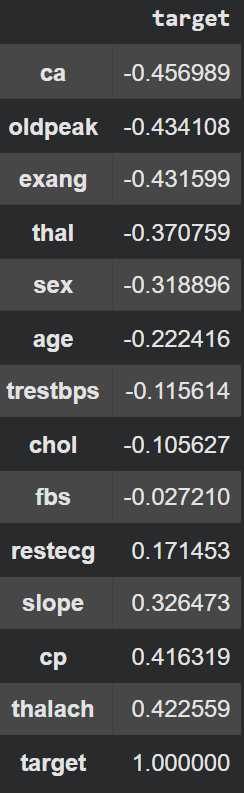 target
ca -0.456989
oldpeak -0.434108
exang -0.431599
thal -0.370759
sex -0.318896
age -0.222416
trestbps -0.115614
chol -0.105627
fbs -0.027210
restecg 0.171453
slope 0.326473
cp 0.416319
thalach 0.422559
target 1.000000